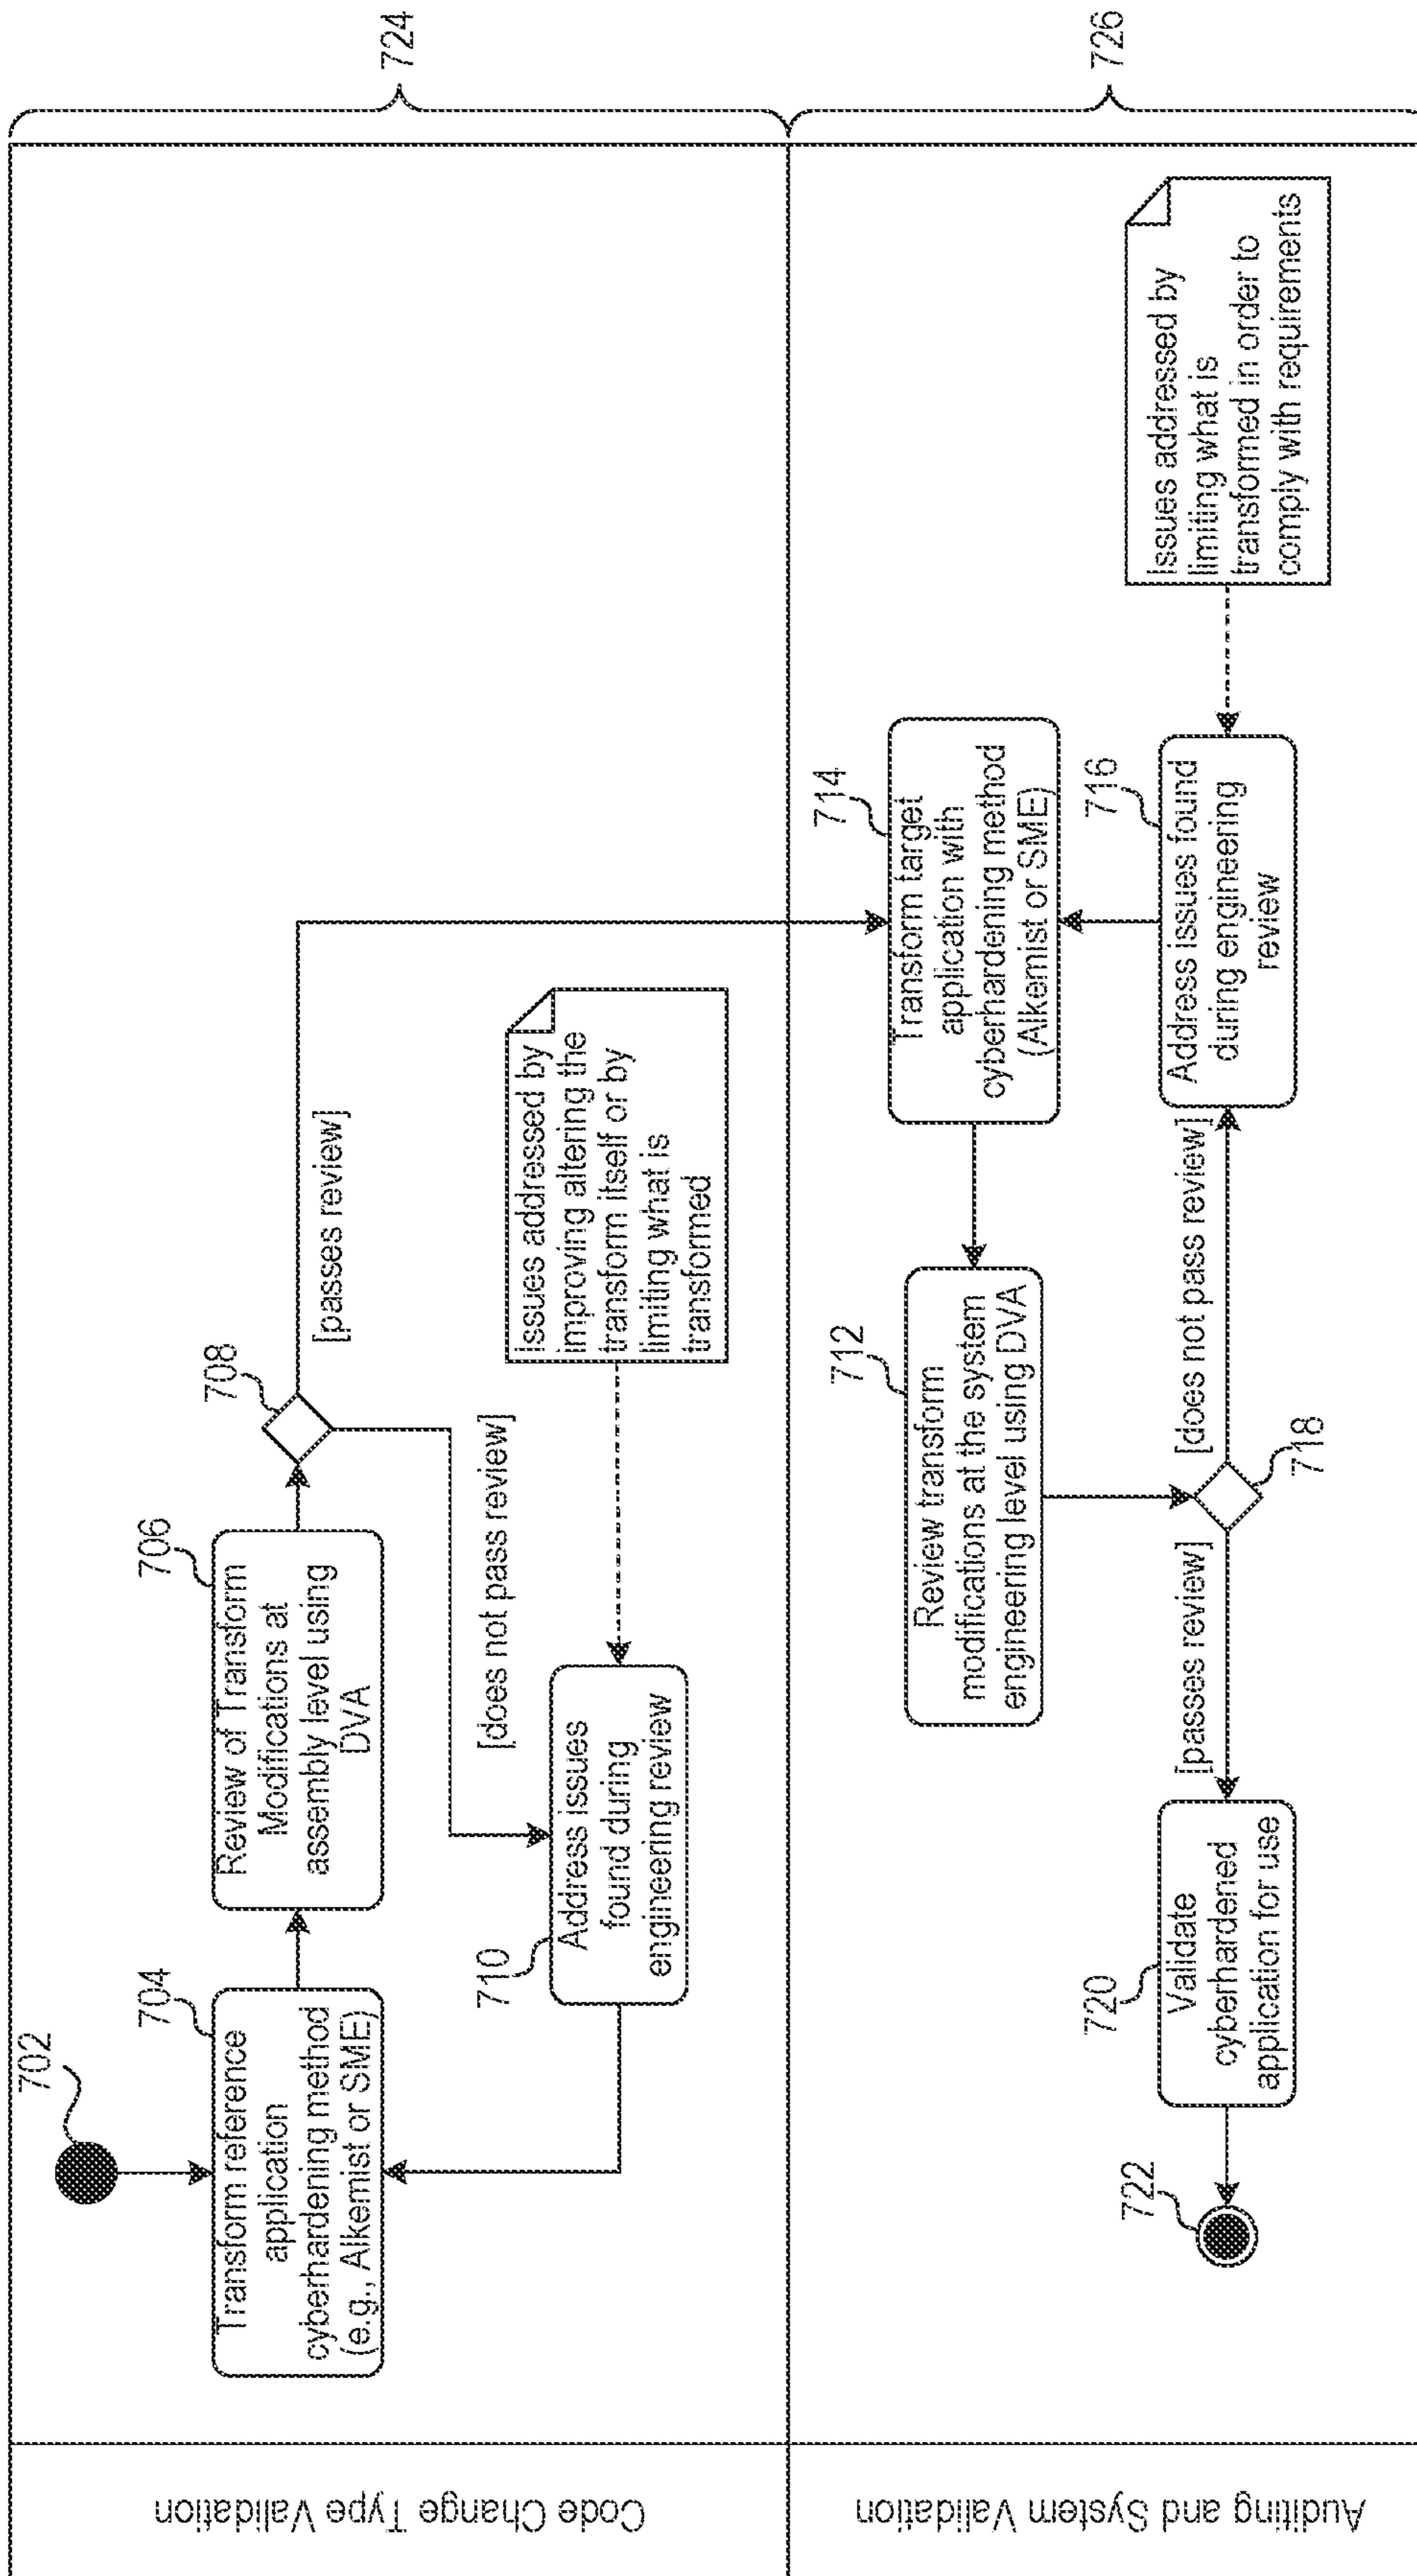 Code Change Type Validation
702
704
Transform reference
application
cyberhardening method
(e.g., Alkemist or SME)
706
Review of Transform
Modifications at
assembly level using
DVA
708
[passes review]
[does not pass review]
710
Address issues
found during
engineering review
Issues addressed by
improving altering the
transform itself or by
limiting what is
transformed
724
Auditing and System Validation
714
Transform target
application with
cyberhardening method
(Alkemist or SME)
712
Review transform
modifications at the system
engineering level using DVA
716
Address issues found
during engineering
review
Issues addressed by
limiting what is
transformed in order to
comply with requirements
[does not pass review]
718
[passes review]
720
Validate
cyberhardened
application for use
722
726